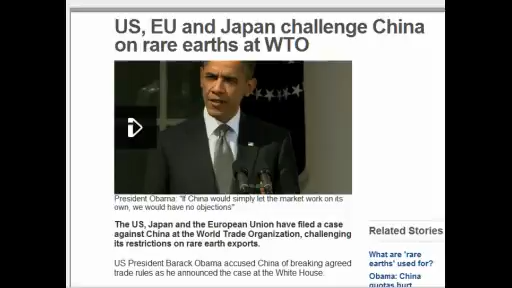 US, EU and Japan challenge China
on rare earths at WTO
President Obama: "If China would simply let the market work on its
own, we would have no objections"
The US, Japan and the European Union have filed a case
against China at the World Trade Organization, challenging
its restrictions on rare earth exports.
US President Barack Obama accused China of breaking agreed
trade rules as he announced the case at the White House.
Related Stories
What are 'rare
earths' used for?
Obama: China
quotas hurt